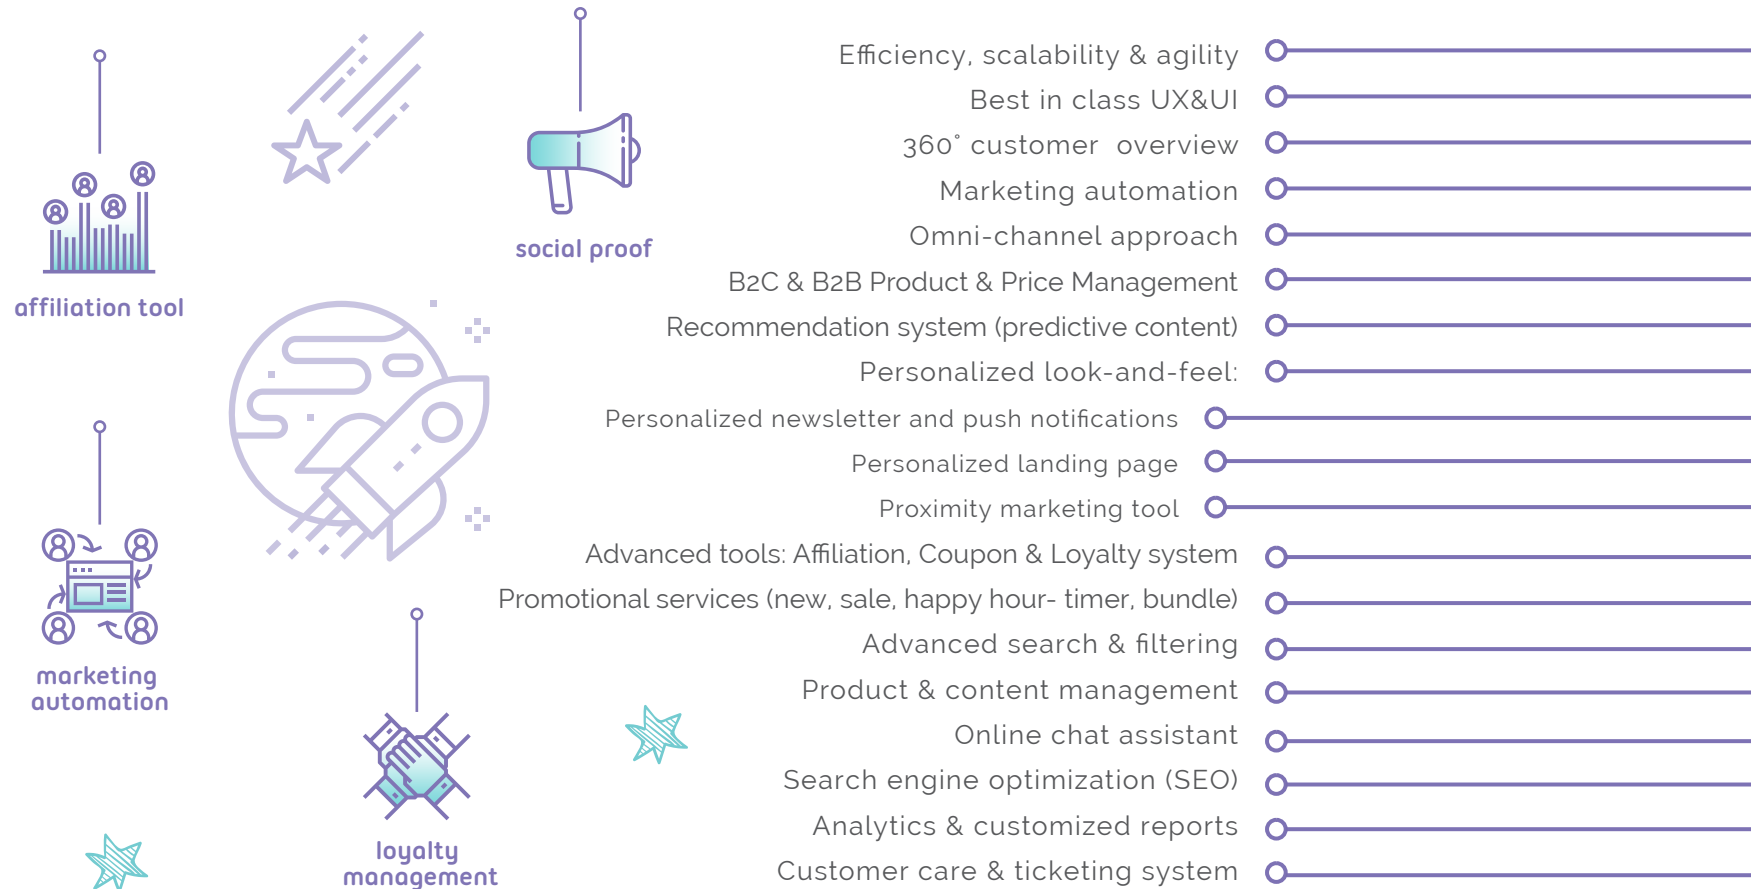 social proof
affiliation tool
marketing
automation
loyalty
management
Efficiency, scalability & agility
Best in class UX&UI
360° customer  overview
Marketing automation
Omni-channel approach
B2C & B2B Product & Price Management
Recommendation system (predictive content)
Personalized look-and-feel:
Personalized newsletter and push notifications
Personalized landing page
Proximity marketing tool
Advanced tools: Affiliation, Coupon & Loyalty system
Promotional services (new, sale, happy hour- timer, bundle)
Advanced search & filtering
Product & content management
Online chat assistant
Search engine optimization (SEO)
Analytics & customized reports
Customer care & ticketing system